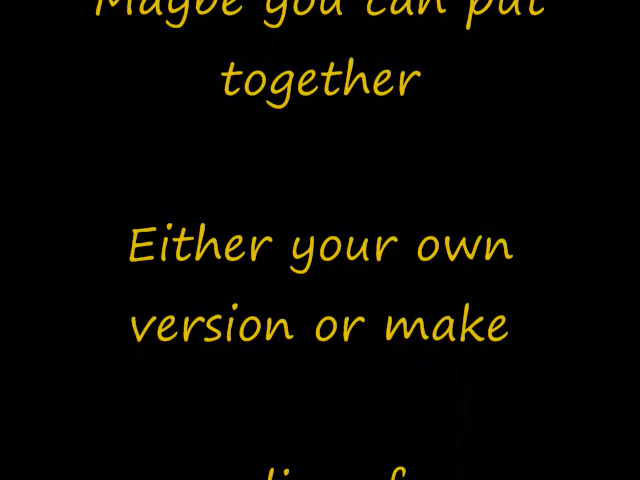 Maybe you can put
together
Either your own
version or make